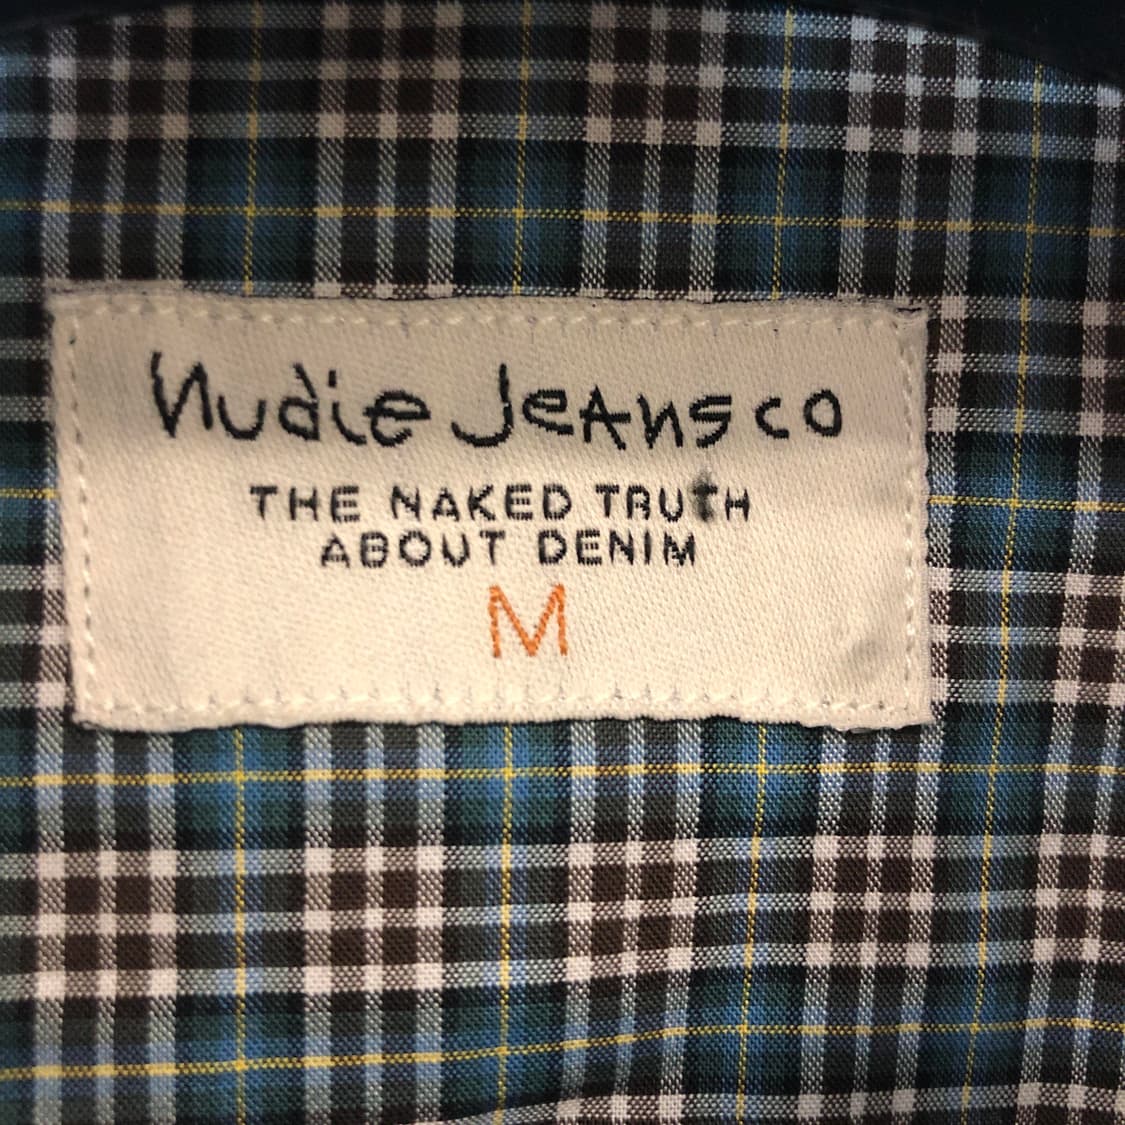 nudie JeAns co
THE NAKED TRUtH
ABOUT DENIM
M